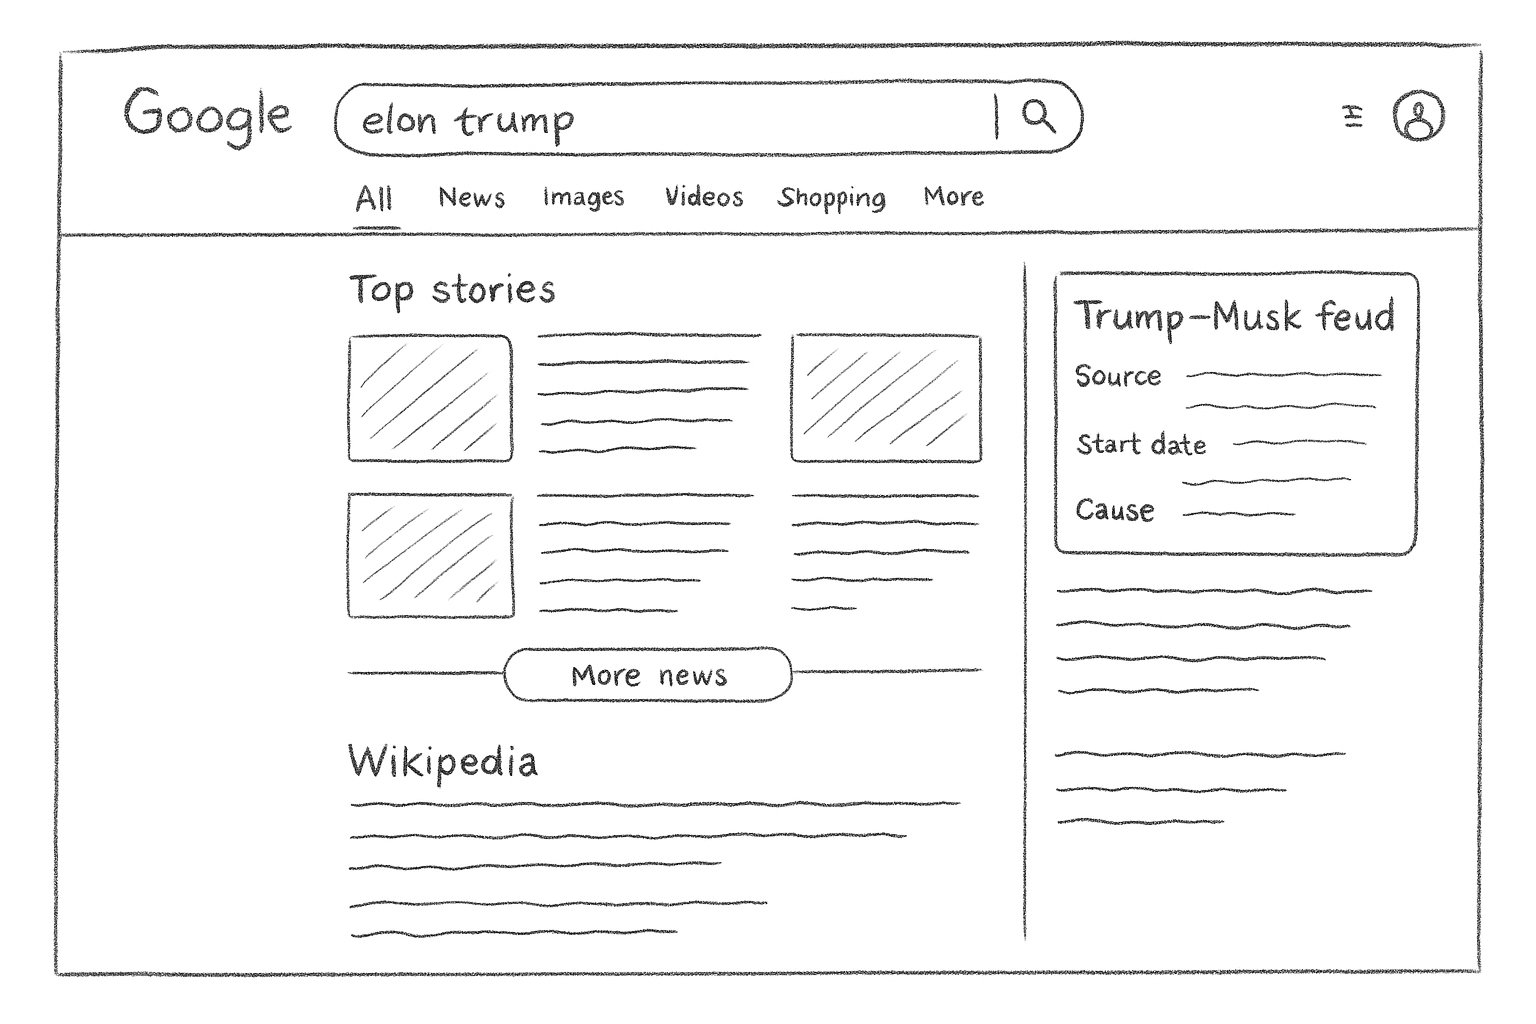 Google
elon trump
All News Images Videos Shopping More
Top stories
More news
Wikipedia
Trump–Musk feud
Source
Start date
Cause